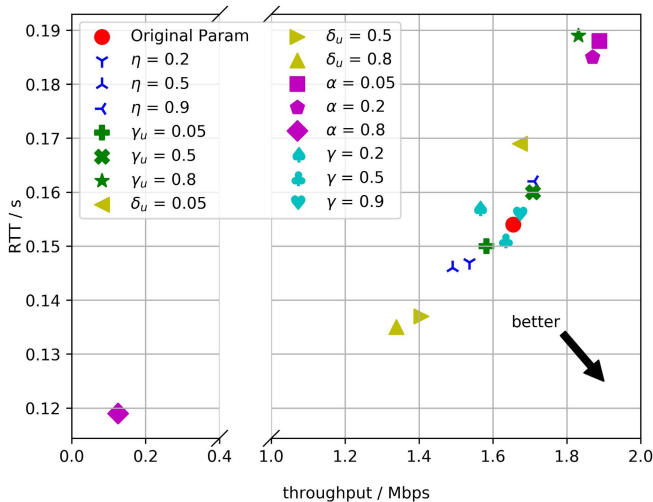 0.19
0.18
0.17
0.16
0.15
0.14
0.13
0.12
RTT / s
Original Param
η = 0.2
η = 0.5
η = 0.9
γᵤ = 0.05
γᵤ = 0.5
γᵤ = 0.8
δᵤ = 0.05
δᵤ = 0.5
δᵤ = 0.8
α = 0.05
α = 0.2
α = 0.8
γ = 0.2
γ = 0.5
γ = 0.9
better
0.0 0.2 0.4 1.0 1.2 1.4 1.6 1.8 2.0
throughput / Mbps